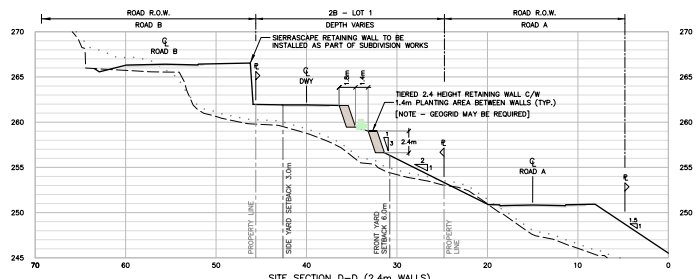 ROAD R.O.W.
ROAD B
2B - LOT 1
DEPTH VARIES
ROAD R.O.W.
ROAD A
SIERRASCAPE RETAINING WALL TO BE
INSTALLED AS PART OF SUBDIVISION WORKS
270
265
260
255
250
245
270
265
260
255
250
245
℄
ROAD B
℄
DWY
℄
ROAD A
PL
PL
PL
1.8m
1.4m
TIERED 2.4 HEIGHT RETAINING WALL C/W
1.4m PLANTING AREA BETWEEN WALLS (TYP.)
[NOTE - GEOGRID MAY BE REQUIRED]
1
3
2.4m
2
1
1.5
1
PROPERTY LINE
SIDE YARD SETBACK 3.0m
FRONT YARD
SETBACK 6.0m
PROPERTY
LINE
70
60
50
40
30
20
10
0
SITE SECTION D-D (2.4m WALLS)